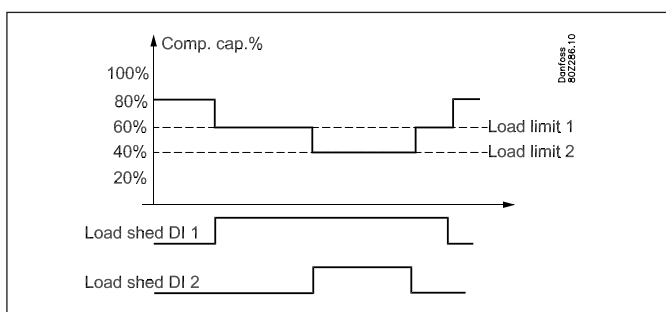 Comp. cap.%
Danfoss
80Z286.10
100%
80%
60%
Load limit 1
40%
Load limit 2
20%
Load shed DI 1
Load shed DI 2